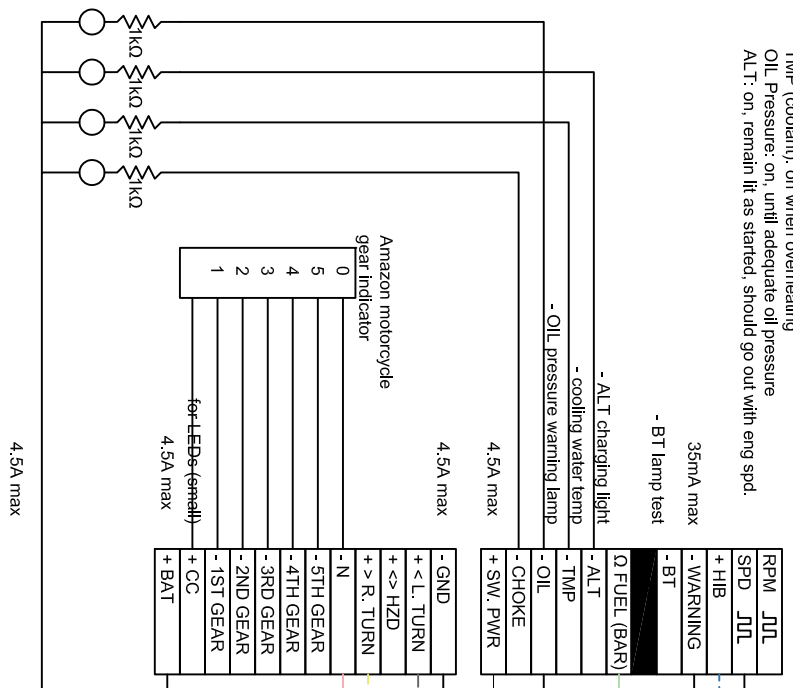 1kΩ
1kΩ
1kΩ
1kΩ
TMP (coolant): on when overheating
OIL Pressure: on, until adequate oil pressure
ALT: on, remain lit as started, should go out with eng spd.
Amazon motorcycle
gear indicator
0
5
4
3
2
1
- ALT charging light
- cooling water temp
- OIL pressure warning lamp
35mA max
- BT lamp test
4.5A max
4.5A max
for LEDs (small)
4.5A max
4.5A max
RPM
SPD
+ HIB
- WARNING
- BT
Ω FUEL (BAR)
- ALT
- TMP
- OIL
- CHOKE
+ SW. PWR
- GND
+ < L. TURN
+ <> HZD
+ > R. TURN
- N
- 5TH GEAR
- 4TH GEAR
- 3RD GEAR
- 2ND GEAR
- 1ST GEAR
+ CC
+ BAT